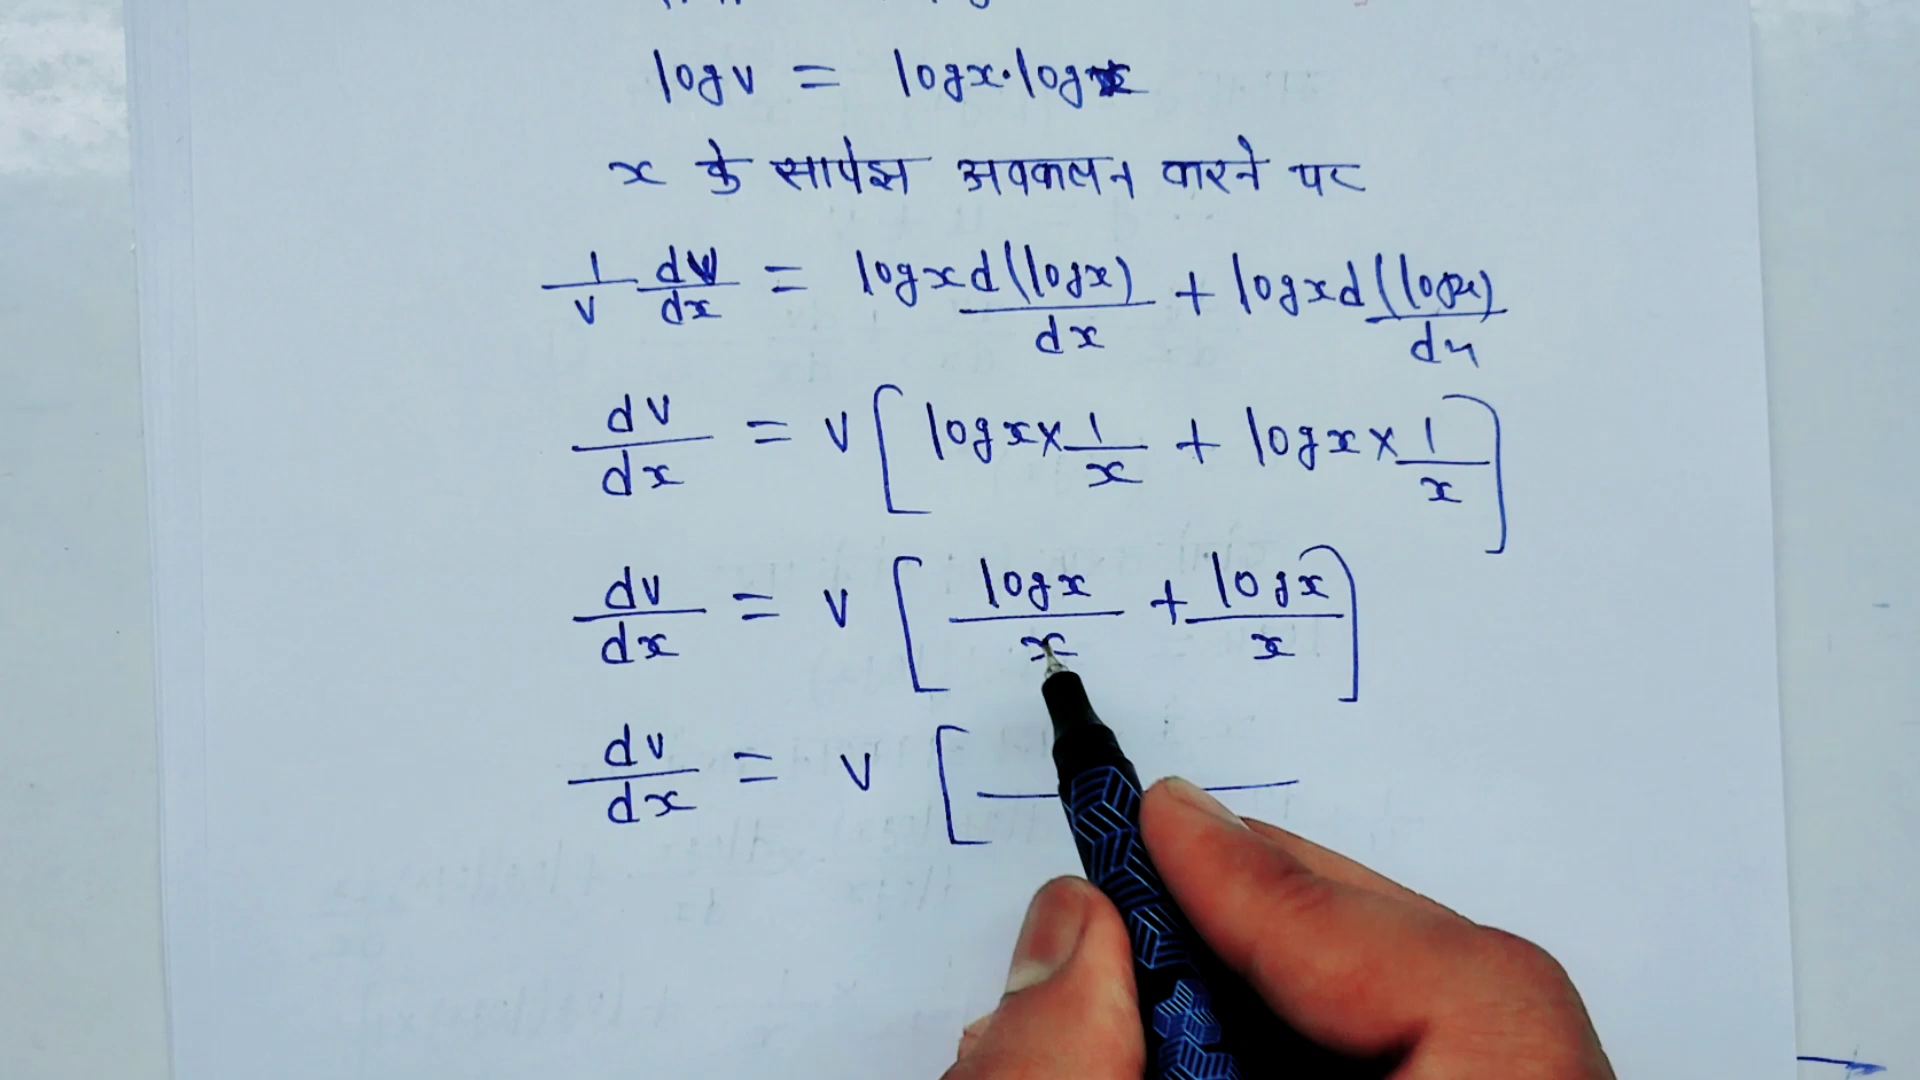 log v = log x · log x
x के सापेक्ष अवकलन करने पर
1/v dv/dx = log x d(log x)/dx + log x d(log x)/dx
dv/dx = v [ log x × 1/x + log x × 1/x ]
dv/dx = v [ log x/x + log x/x ]
dv/dx = v [